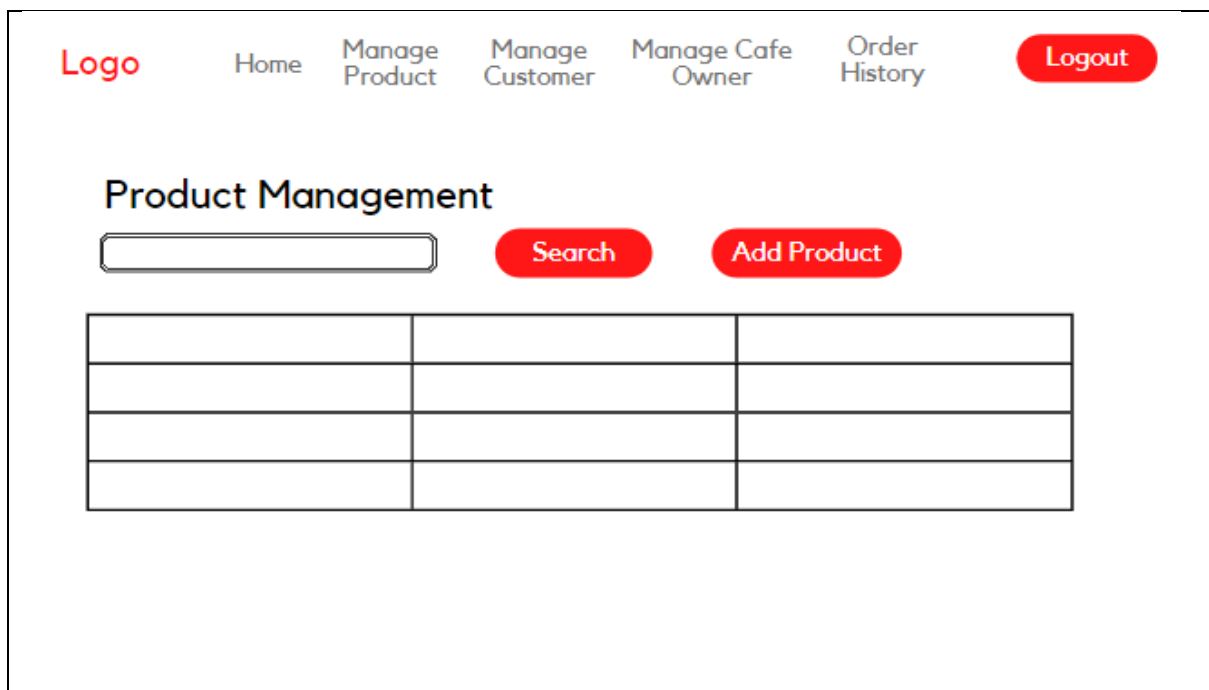 Logo
Home
Manage
Product
Manage
Customer
Manage Cafe
Owner
Order
History
Logout
Product Management
Search
Add Product